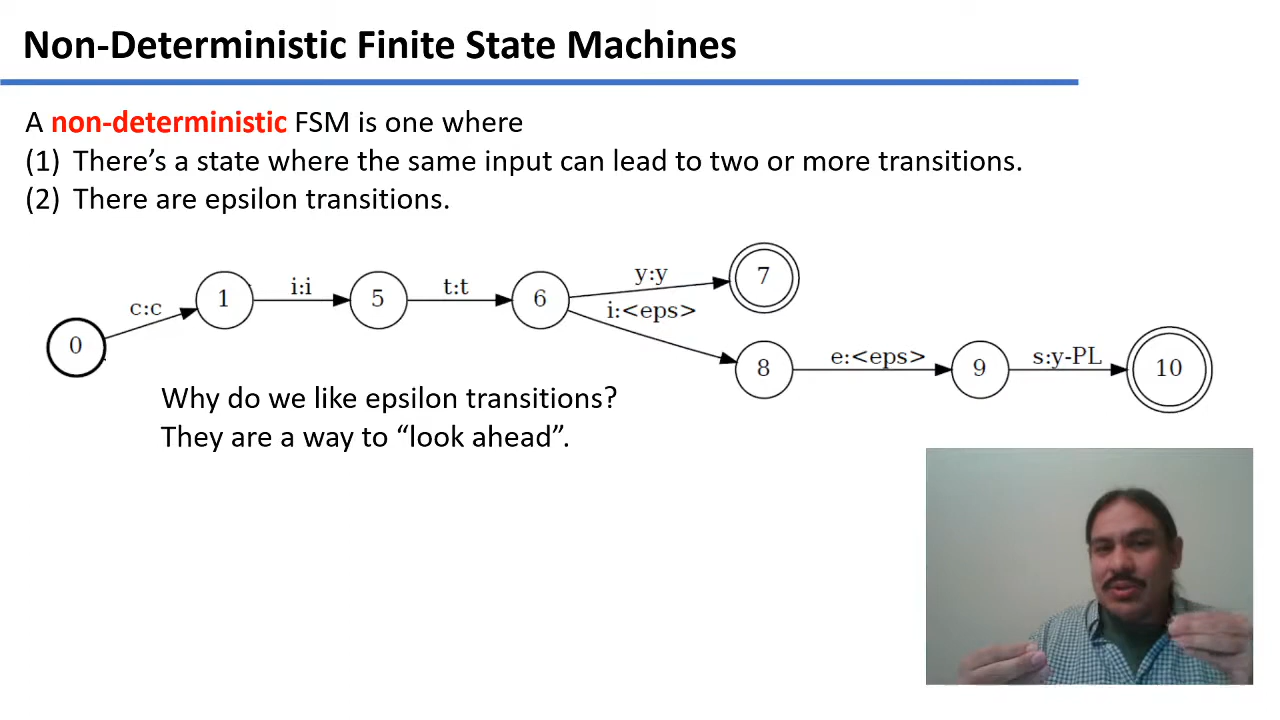 Non-Deterministic Finite State Machines
A non-deterministic FSM is one where
(1) There’s a state where the same input can lead to two or more transitions.
(2) There are epsilon transitions.
c:c
i:i
t:t
y:y
i:<eps>
e:<eps>
s:y-PL
0
1
5
6
7
8
9
10
Why do we like epsilon transitions?
They are a way to “look ahead”.